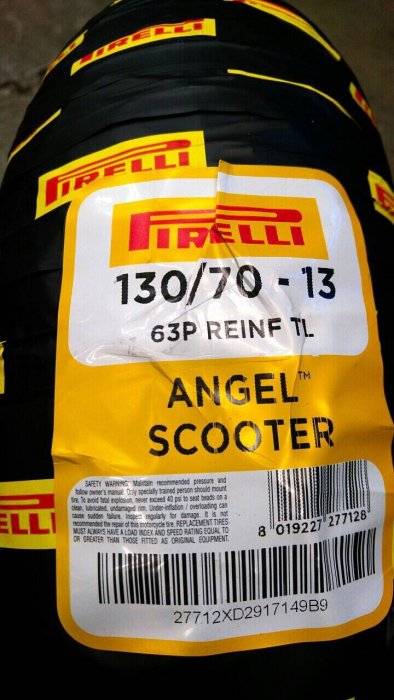 PIRELLI
PIRELLI
PIRELLI
130/70 - 13
63P REINF TL
ANGEL™
SCOOTER
ELLI
SAFETY WARNING: Maintain recommended pressure and
follow owner's manual. Only specially trained person should mount
tire. To avoid fatal explosion, never exceed 40 psi to seat beads on a
clean, lubricated, undamaged rim. Under-inflation / overloading can
cause sudden failure. Inspect regularly for damage. It is not
recommended the repair of this motorcycle tire. REPLACEMENT TIRES
MUST ALWAYS HAVE A LOAD INDEX AND SPEED RATING EQUAL TO
OR GREATER THAN THOSE FITTED AS ORIGINAL EQUIPMENT.
8 019227 277128
27712XD2917149B9